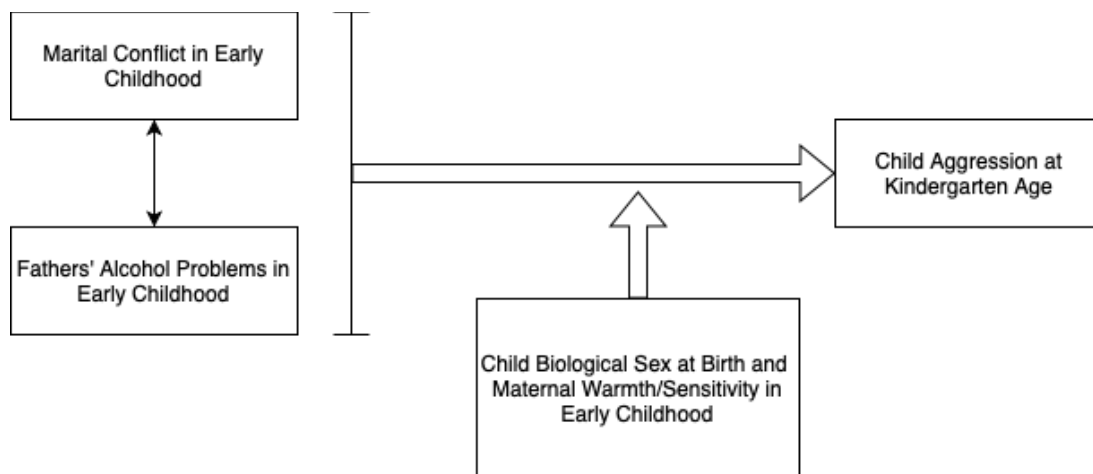 Marital Conflict in Early
Childhood
Fathers' Alcohol Problems in
Early Childhood
Child Aggression at
Kindergarten Age
Child Biological Sex at Birth and
Maternal Warmth/Sensitivity in
Early Childhood